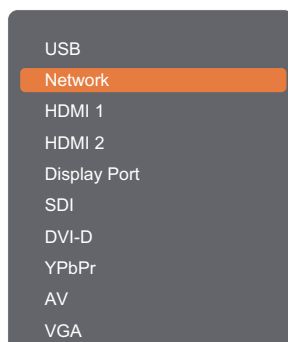 USB
Network
HDMI 1
HDMI 2
Display Port
SDI
DVI-D
YPbPr
AV
VGA